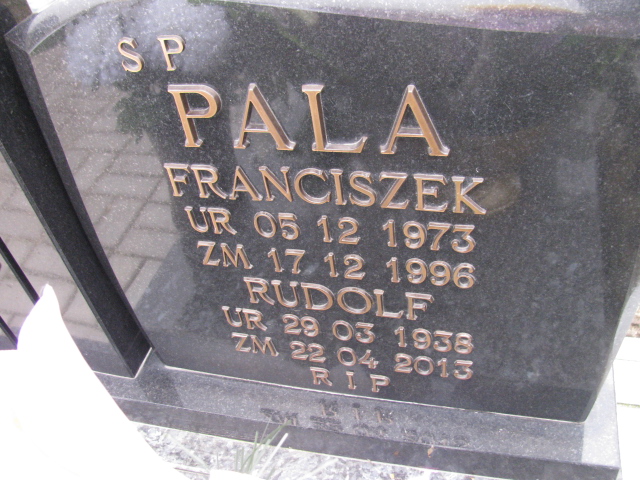 S P
PALA
FRANCISZEK
UR 05 12 1973
ZM 17 12 1996
RUDOLF
UR 29 03 1938
ZM 22 04 2013
R I P